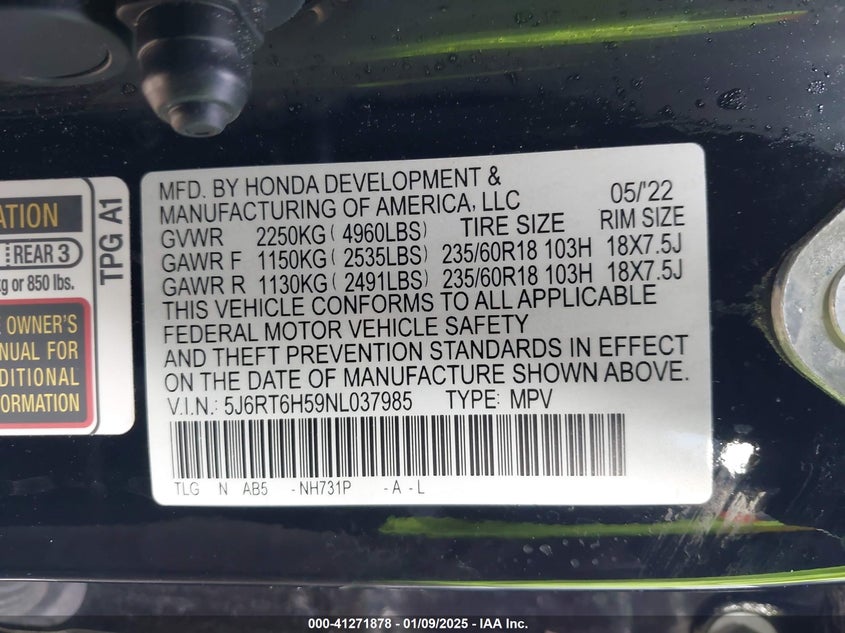 MFD. BY HONDA DEVELOPMENT &
MANUFACTURING OF AMERICA, LLC 05/'22
GVWR 2250KG ( 4960LBS) TIRE SIZE RIM SIZE
GAWR F 1150KG ( 2535LBS) 235/60R18 103H 18X7.5J
GAWR R 1130KG ( 2491LBS) 235/60R18 103H 18X7.5J
THIS VEHICLE CONFORMS TO ALL APPLICABLE
FEDERAL MOTOR VEHICLE SAFETY
AND THEFT PREVENTION STANDARDS IN EFFECT
ON THE DATE OF MANUFACTURE SHOWN ABOVE.
V.I.N.: 5J6RT6H59NL037985 TYPE: MPV
TLG N AB5 -NH731P -A -L
REAR 3
kg or 850 lbs.
TPG A1
OWNER'S
FOR
000-41271878 - 01/09/2025 - IAA Inc.